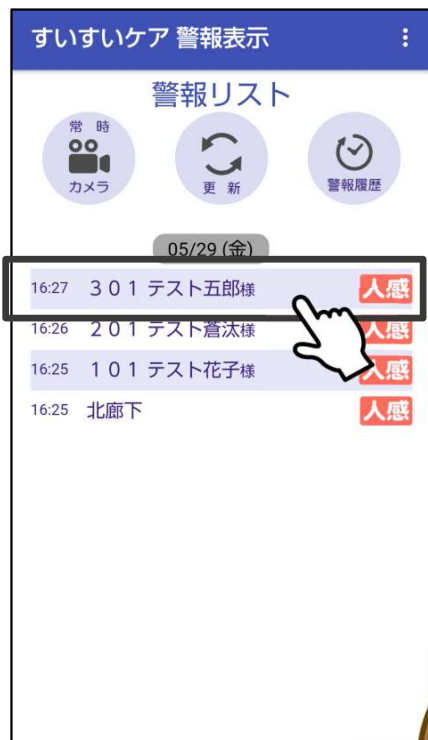 すいすいケア 警報表示
警報リスト
常 時
カメラ
更 新
警報履歴
05/29 (金)
16:27 301 テスト五郎様 人感
16:26 201 テスト蒼汰様 人感
16:25 101 テスト花子様 人感
16:25 北廊下 人感